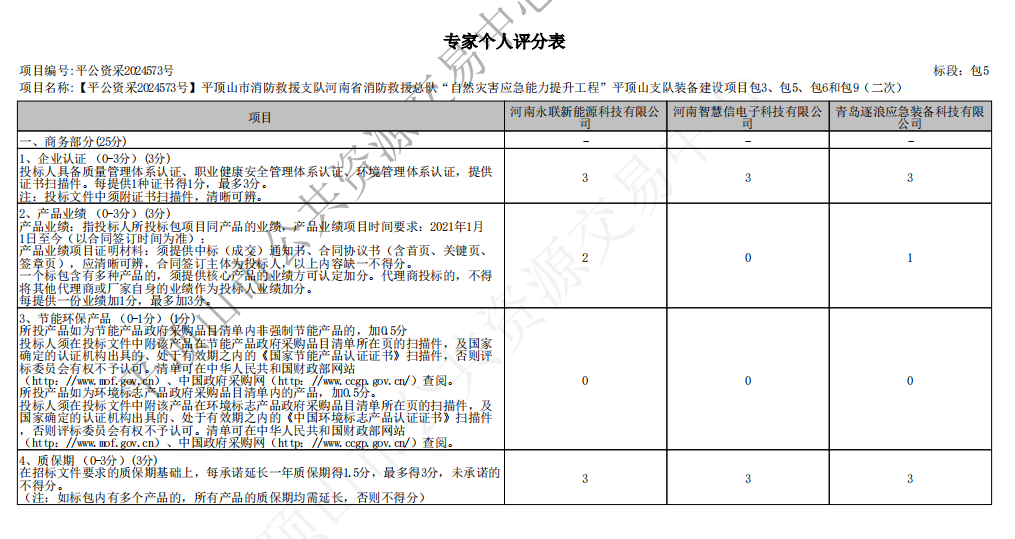 专家个人评分表
项目编号:平公资采2024573号 标段：包5
项目名称:【平公资采2024573号】平顶山市消防救援支队河南省消防救援总队“自然灾害应急能力提升工程”平顶山支队装备建设项目包3、包5、包6和包9（二次）
项目 河南永联新能源科技有限公司 河南智慧信电子科技有限公司 青岛逐浪应急装备科技有限公司
一、商务部分(25分) - - -
1、企业认证 （0-3分）(3分)
投标人具备质量管理体系认证、职业健康安全管理体系认证、环境管理体系认证，提供
证书扫描件。每提供1种证书得1分，最多3分。
注：投标文件中须附证书扫描件，清晰可辨。
3 3 3
2、产品业绩 （0-3分）(3分)
产品业绩：指投标人所投标包项目同产品的业绩，产品业绩项目时间要求：2021年1月
1日至今（以合同签订时间为准）；
产品业绩项目证明材料：须提供中标（成交）通知书、合同协议书（含首页、关键页、
签章页），应清晰可辨，合同签订主体为投标人，以上内容缺一不得分。
一个标包含有多种产品的，须提供核心产品的业绩方可认定加分。代理商投标的，不得
将其他代理商或厂家自身的业绩作为投标人业绩加分。
每提供一份业绩加1分，最多加3分。
2 0 1
3、节能环保产品 （0-1分）(1分)
所投产品如为节能产品政府采购品目清单内非强制节能产品的，加0.5分
投标人须在投标文件中附该产品在节能产品政府采购品目清单所在页的扫描件，及国家
确定的认证机构出具的、处于有效期之内的《国家节能产品认证证书》扫描件，否则评
标委员会有权不予认可。清单可在中华人民共和国财政部网站
（http：//www.mof.gov.cn）、中国政府采购网（http：//www.ccgp.gov.cn/）查阅。
所投产品如为环境标志产品政府采购品目清单内的产品，加0.5分。
投标人须在投标文件中附该产品在环境标志产品政府采购品目清单所在页的扫描件，及
国家确定的认证机构出具的、处于有效期之内的《中国环境标志产品认证证书》扫描件
，否则评标委员会有权不予认可。清单可在中华人民共和国财政部网站
（http：//www.mof.gov.cn）、中国政府采购网（http：//www.ccgp.gov.cn/）查阅。
0 0 0
4、质保期 （0-3分）(3分)
在招标文件要求的质保期基础上，每承诺延长一年质保期得1.5分，最多得3分，未承诺的
不得分。
（注：如标包内有多个产品的，所有产品的质保期均需延长，否则不得分）
3 3 3